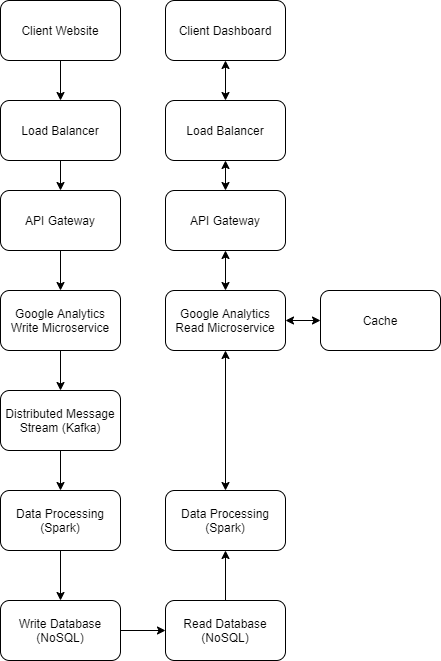 Client Website
Client Dashboard
Load Balancer
Load Balancer
API Gateway
API Gateway
Google Analytics
Write Microservice
Google Analytics
Read Microservice
Cache
Distributed Message
Stream (Kafka)
Data Processing
(Spark)
Data Processing
(Spark)
Write Database
(NoSQL)
Read Database
(NoSQL)